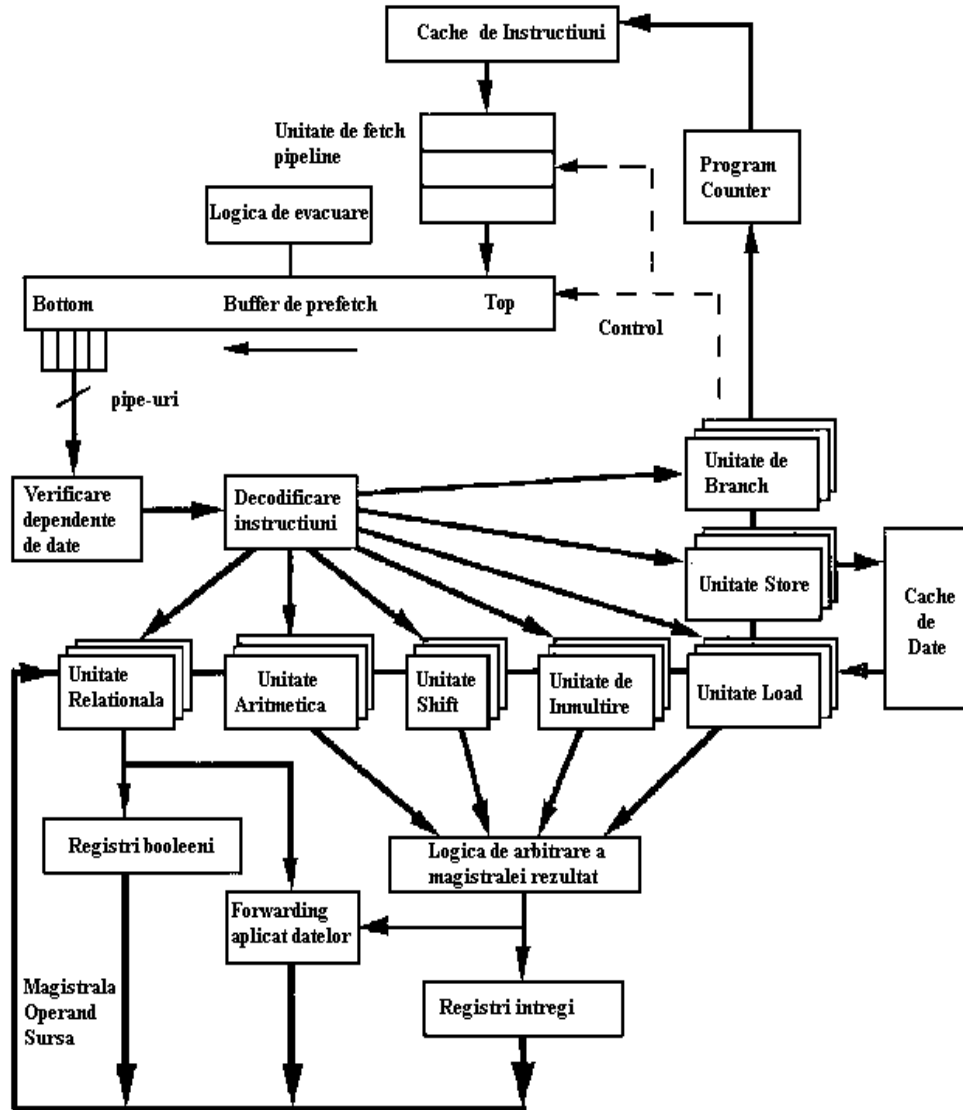 Cache de Instructiuni
Unitate de fetch
pipeline
Program
Counter
Logica de evacuare
Bottom
Buffer de prefetch
Top
Control
pipe-uri
Unitate de
Branch
Verificare
dependente
de date
Decodificare
instructiuni
Unitate Store
Cache
de
Date
Unitate
Relationala
Unitate
Aritmetica
Unitate
Shift
Unitate de
Inmultire
Unitate Load
Registri booleeni
Logica de arbitrare a
magistralei rezultat
Forwarding
aplicat datelor
Magistrala
Operand
Sursa
Registri intregi